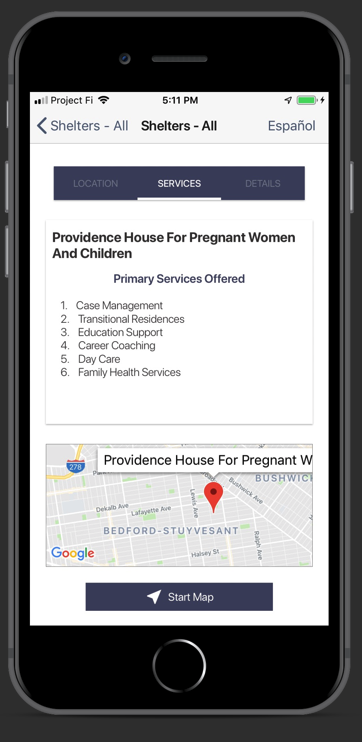 Project Fi 5:11 PM
Shelters - All Shelters - All Español
LOCATION SERVICES DETAILS
Providence House For Pregnant Women
And Children
Primary Services Offered
1. Case Management
2. Transitional Residences
3. Education Support
4. Career Coaching
5. Day Care
6. Family Health Services
Providence House For Pregnant W
278
BUSHWICK
Bushwick Ave
Lewis Ave
Dekalb Ave
Lafayette Ave
BEDFORD-STUYVESANT
Ralph Ave
Halsey St
Google
Start Map